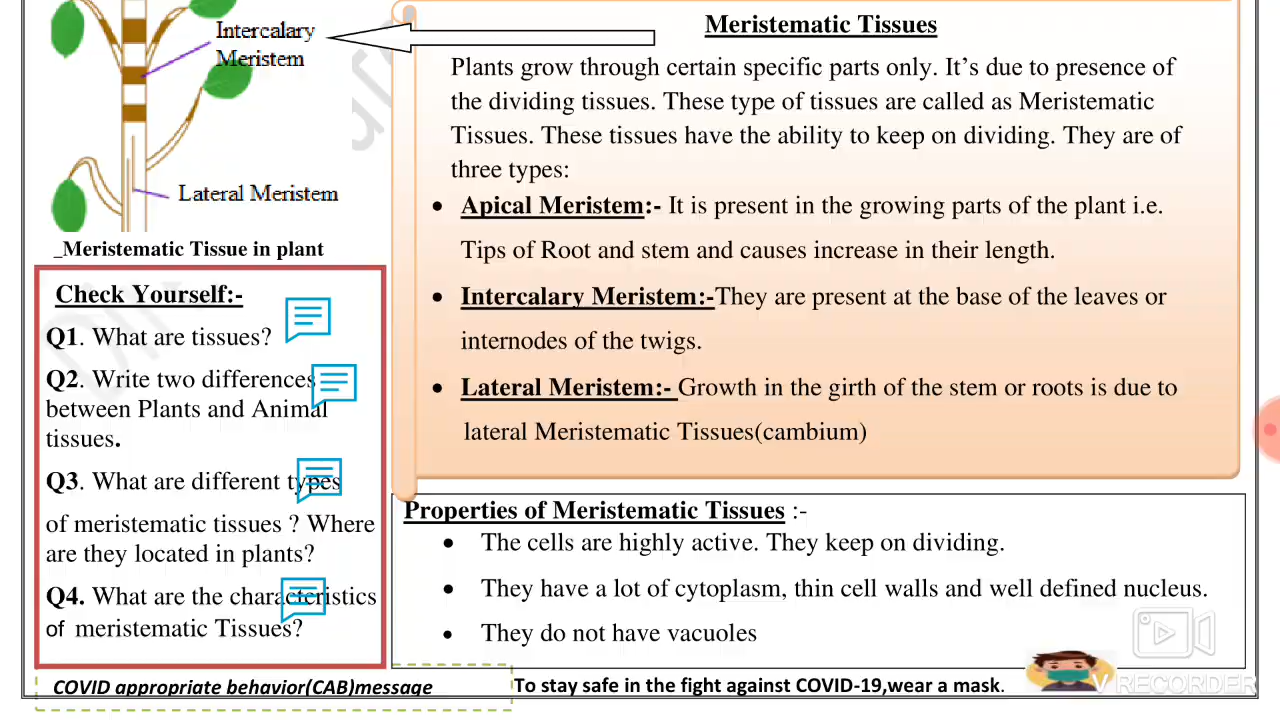 Intercalary
Meristem
Lateral Meristem
_Meristematic Tissue in plant
Check Yourself:-
Q1. What are tissues?
Q2. Write two differences
between Plants and Animal
tissues.
Q3. What are different types
of meristematic tissues ? Where
are they located in plants?
Q4. What are the characteristics
of meristematic Tissues?
Meristematic Tissues
Plants grow through certain specific parts only. It’s due to presence of
the dividing tissues. These type of tissues are called as Meristematic
Tissues. These tissues have the ability to keep on dividing. They are of
three types:
• Apical Meristem:- It is present in the growing parts of the plant i.e.
Tips of Root and stem and causes increase in their length.
• Intercalary Meristem:-They are present at the base of the leaves or
internodes of the twigs.
• Lateral Meristem:- Growth in the girth of the stem or roots is due to
lateral Meristematic Tissues(cambium)
Properties of Meristematic Tissues :-
• The cells are highly active. They keep on dividing.
• They have a lot of cytoplasm, thin cell walls and well defined nucleus.
• They do not have vacuoles
COVID appropriate behavior(CAB)message
To stay safe in the fight against COVID-19,wear a mask.
V RECORDER